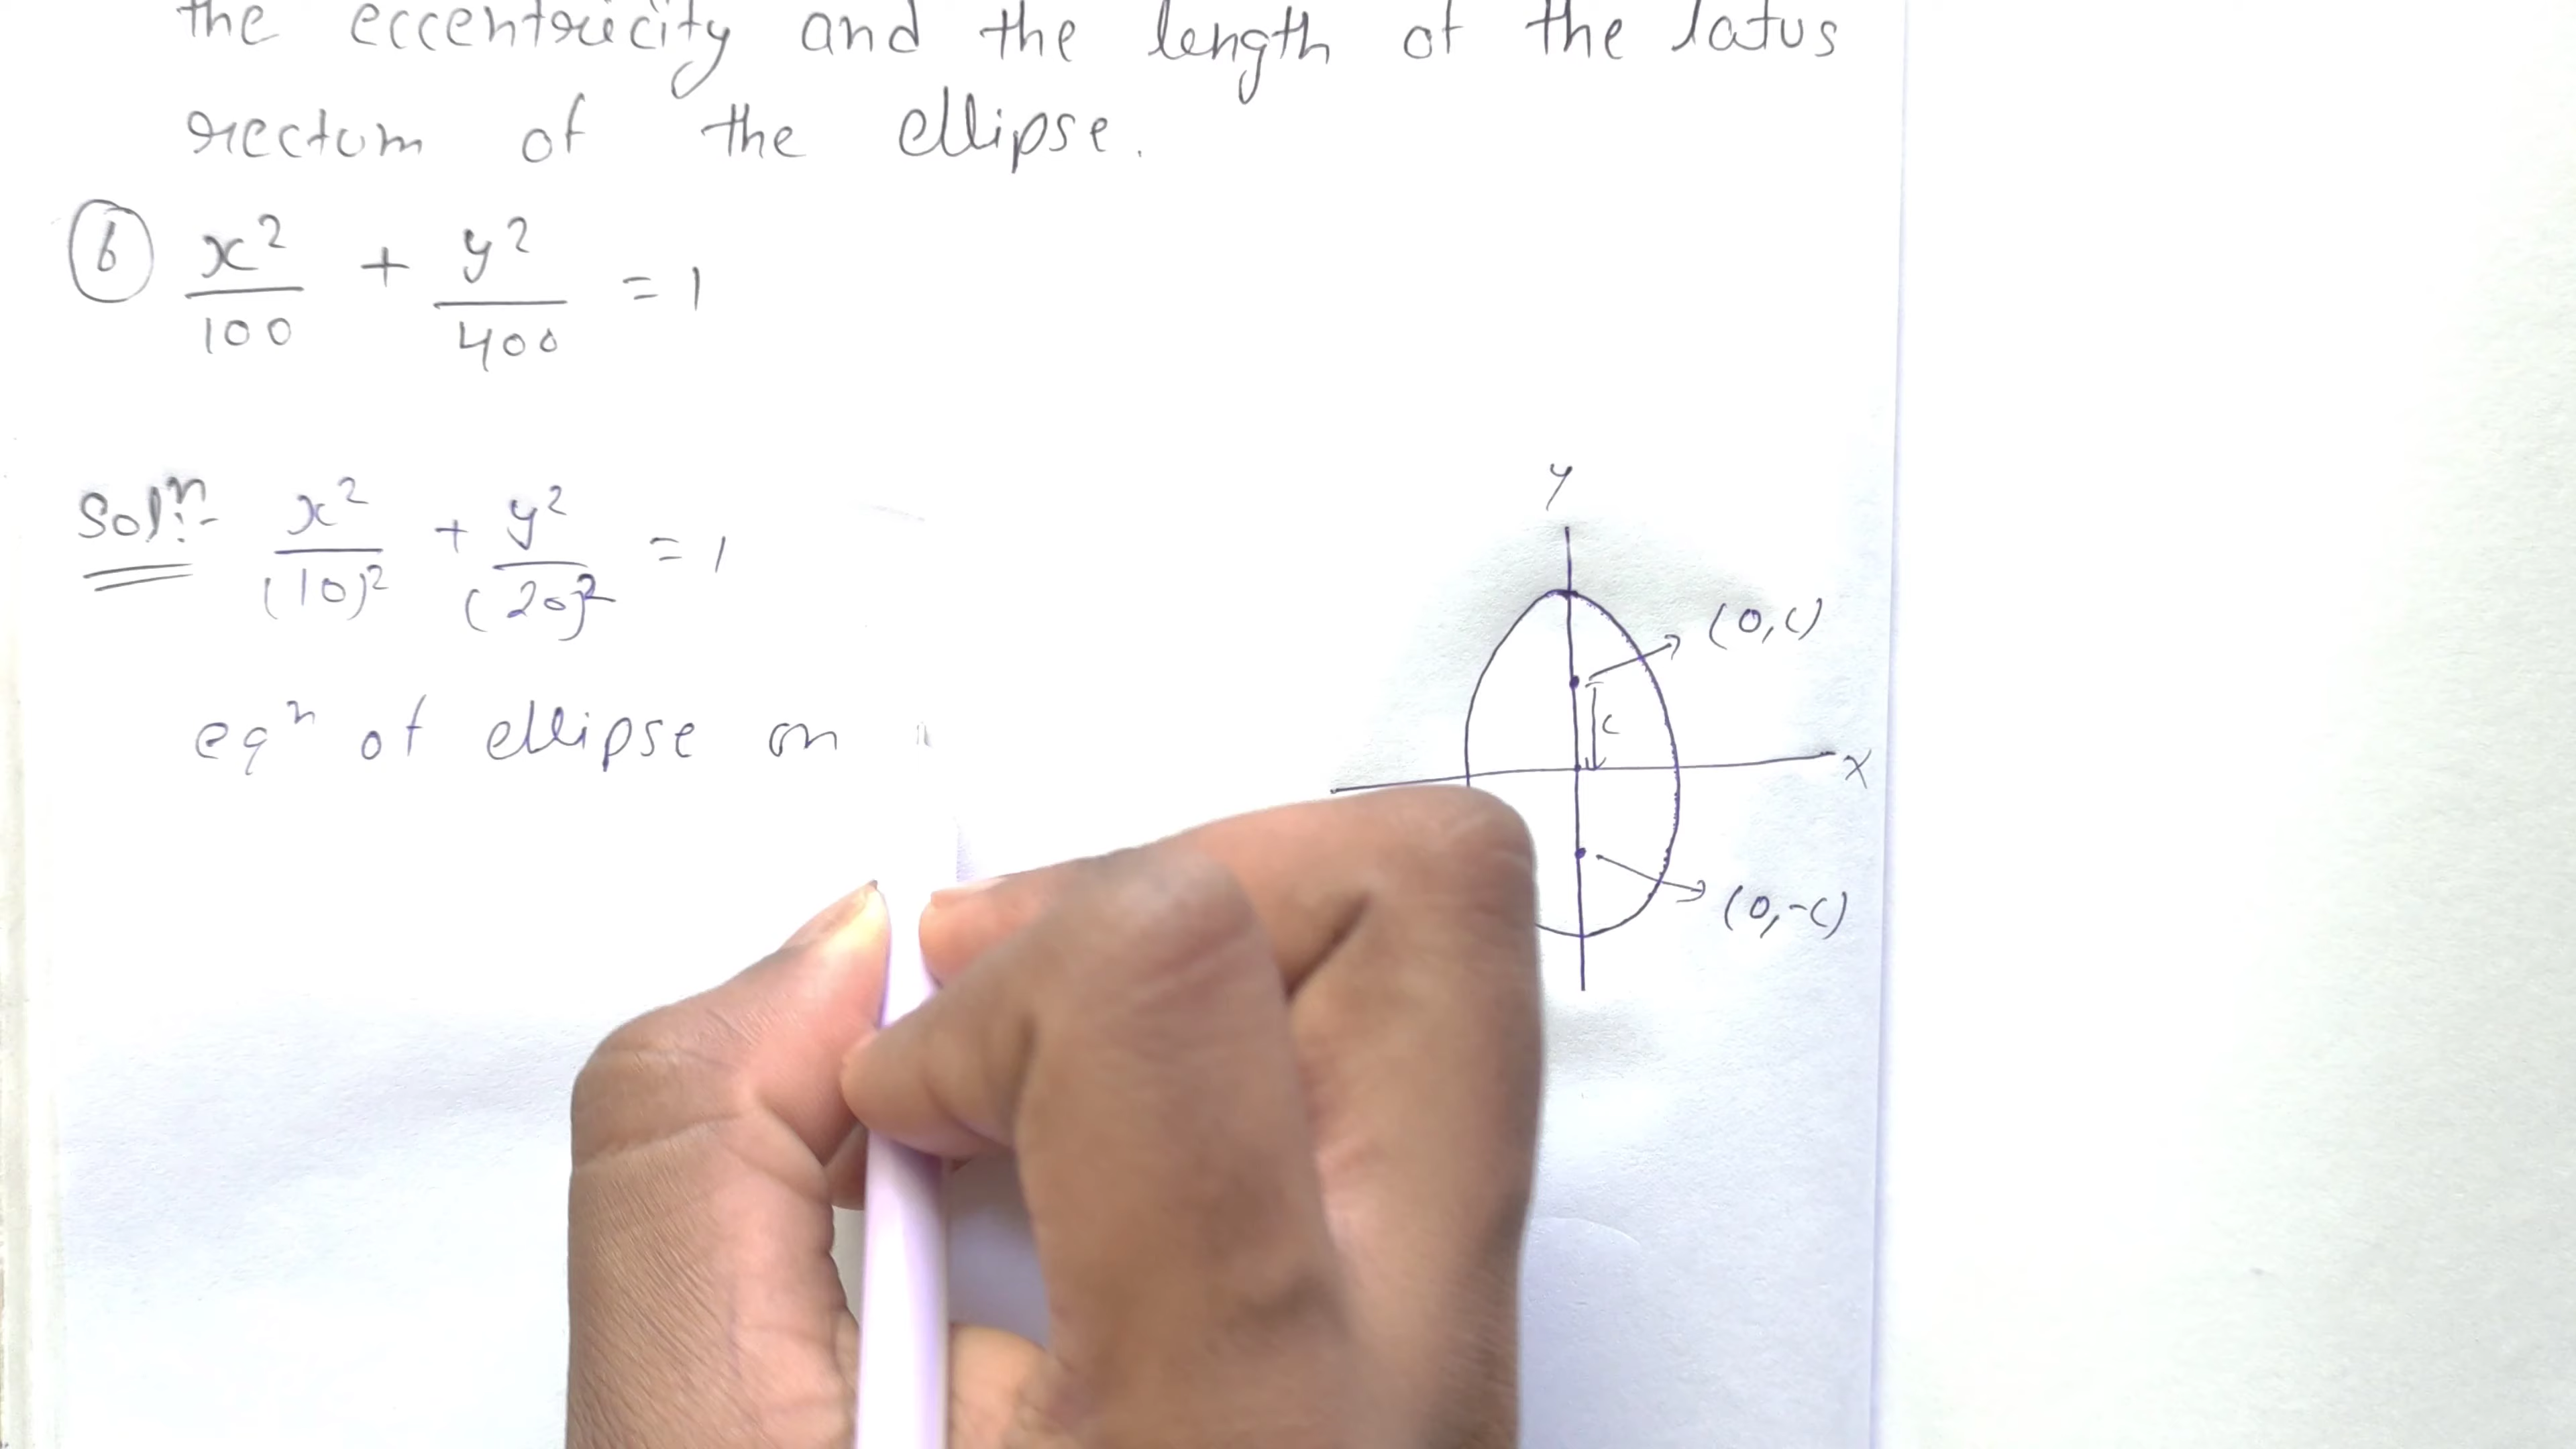 the eccentricity and the length of the latus
rectum of the ellipse.
⑥ x²/100 + y²/400 = 1
Solⁿ:- x²/(10)² + y²/(20)² = 1
eqⁿ of ellipse on
y
(0,c)
c
x
(0,-c)